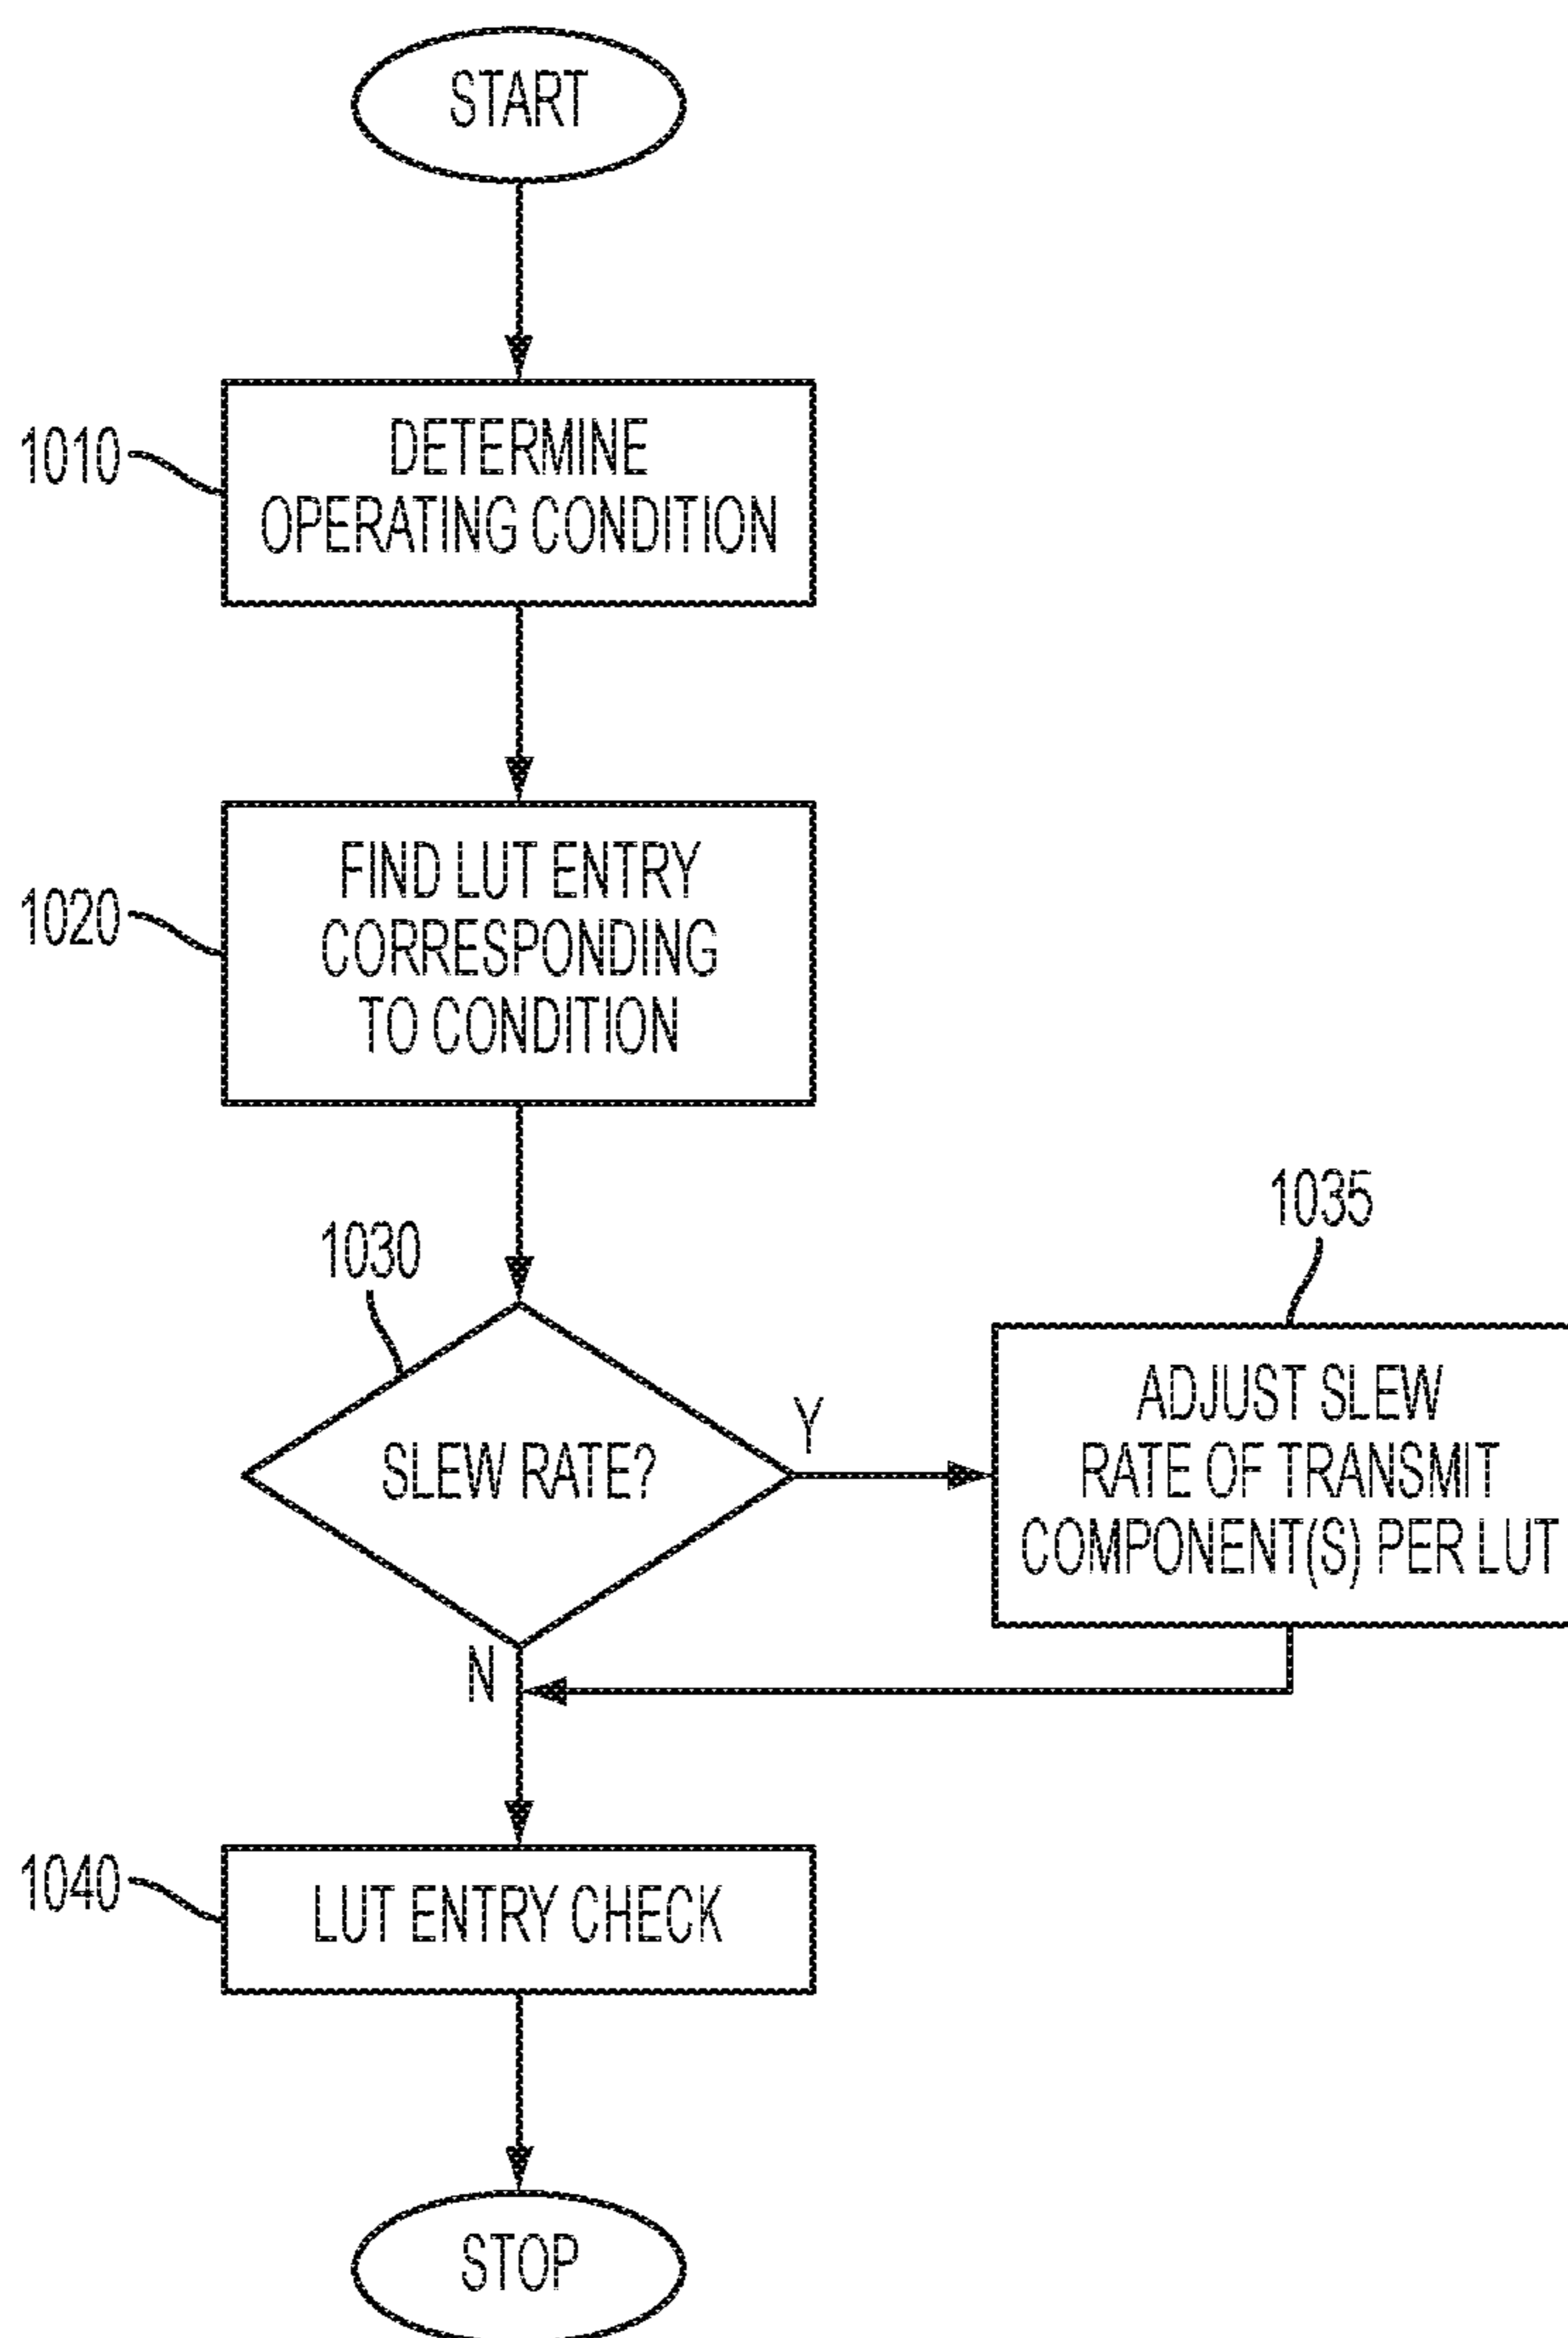 START
1010
DETERMINE
OPERATING CONDITION
1020
FIND LUT ENTRY
CORRESPONDING
TO CONDITION
1030
SLEW RATE?
Y
N
1035
ADJUST SLEW
RATE OF TRANSMIT
COMPONENT(S) PER LUT
1040
LUT ENTRY CHECK
STOP